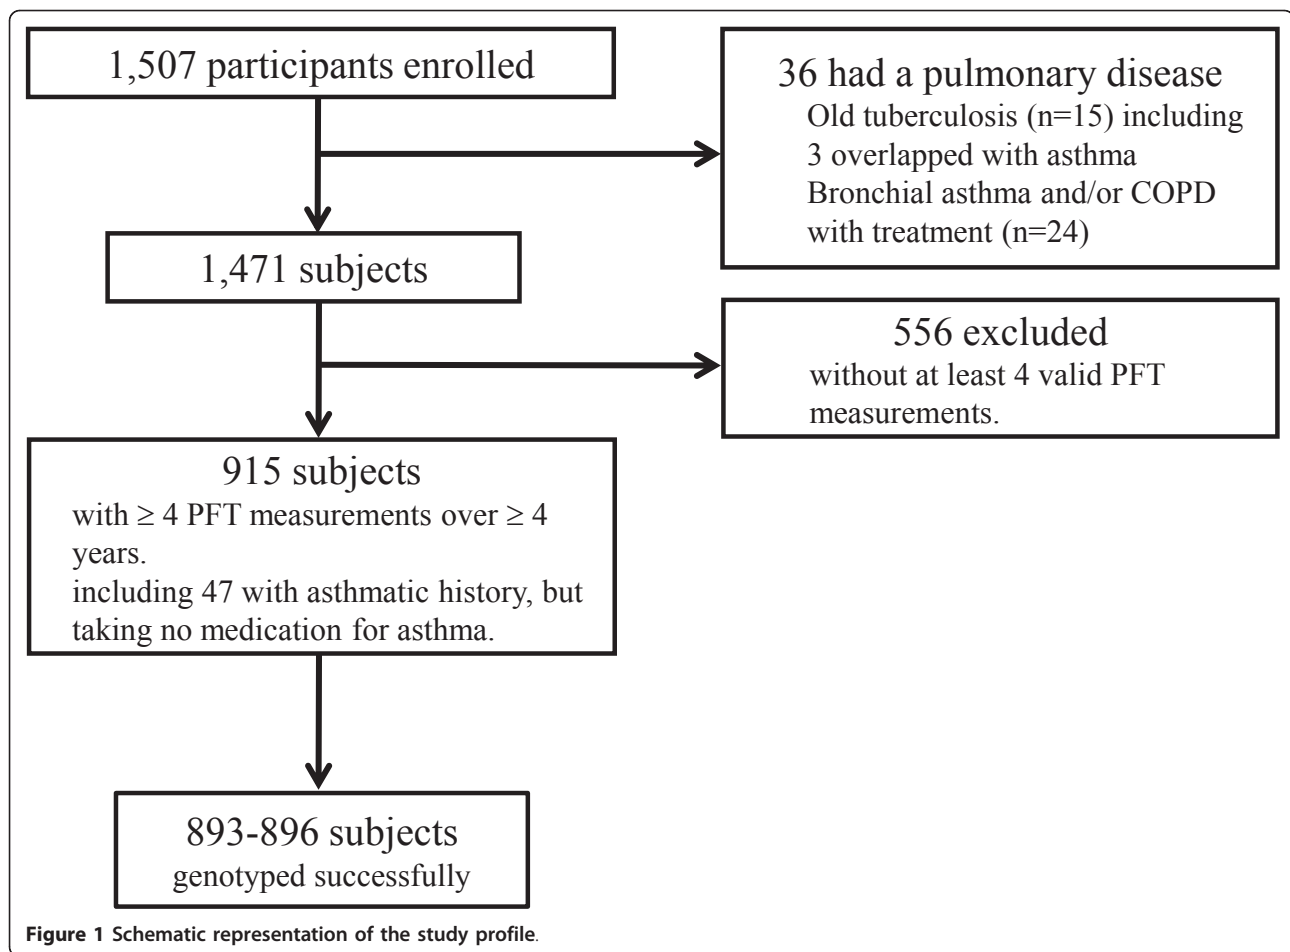 1,507 participants enrolled
36 had a pulmonary disease
Old tuberculosis (n=15) including
3 overlapped with asthma
Bronchial asthma and/or COPD
with treatment (n=24)
1,471 subjects
556 excluded
without at least 4 valid PFT
measurements.
915 subjects
with ≥ 4 PFT measurements over ≥ 4
years.
including 47 with asthmatic history, but
taking no medication for asthma.
893-896 subjects
genotyped successfully
Figure 1 Schematic representation of the study profile.